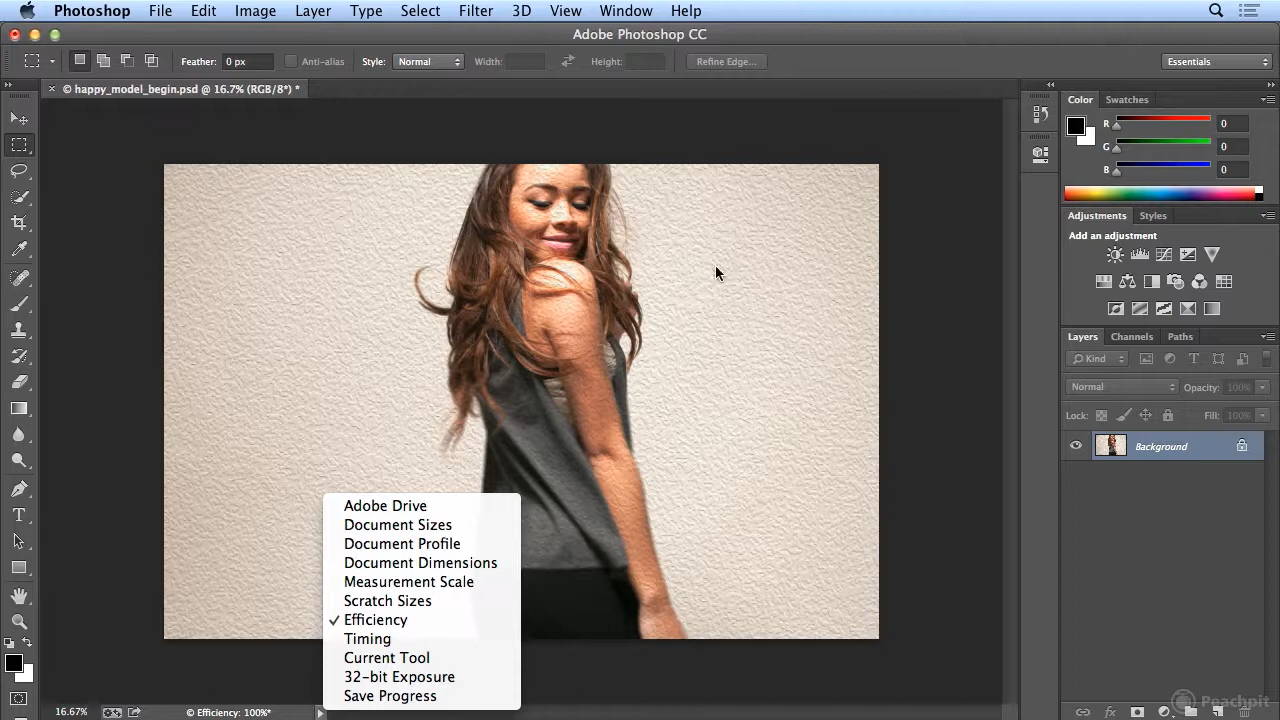 Photoshop File Edit Image Layer Type Select Filter 3D View Window Help
Adobe Photoshop CC
Feather: 0 px Anti-alias Style: Normal Width: Height: Refine Edge... Essentials
× © happy_model_begin.psd @ 16.7% (RGB/8*) *
Color Swatches
R 0
G 0
B 0
Adjustments Styles
Add an adjustment
Layers Channels Paths
Kind
Normal Opacity: 100%
Lock: Fill: 100%
Background
Adobe Drive
Document Sizes
Document Profile
Document Dimensions
Measurement Scale
Scratch Sizes
✓ Efficiency
Timing
Current Tool
32-bit Exposure
Save Progress
16.67% © Efficiency: 100%*
Peachpit
fx